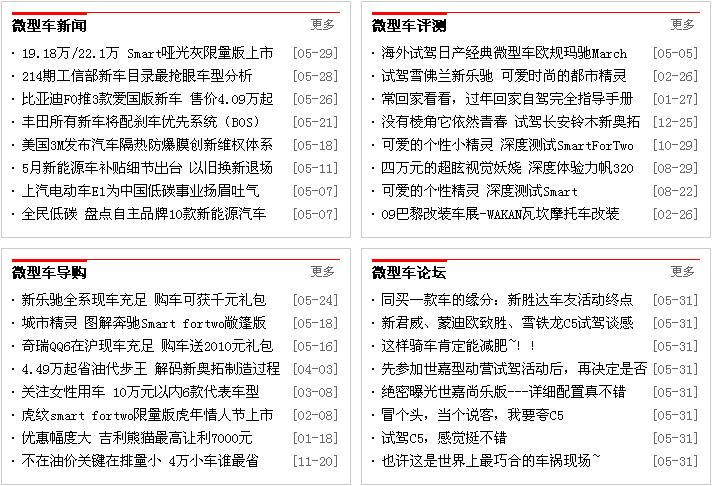 微型车新闻 更多
· 19.18万/22.1万 Smart哑光灰限量版上市 [05-29]
· 214期工信部新车目录最抢眼车型分析 [05-28]
· 比亚迪F0推3款爱国版新车 售价4.09万起 [05-26]
· 丰田所有新车将配刹车优先系统（BOS） [05-21]
· 美国3M发布汽车隔热防爆膜创新维权体系 [05-18]
· 5月新能源车补贴细节出台 以旧换新退场 [05-11]
· 上汽电动车E1为中国低碳事业扬眉吐气 [05-07]
· 全民低碳 盘点自主品牌10款新能源汽车 [05-07]
微型车评测 更多
· 海外试驾日产经典微型车欧规玛驰March [05-05]
· 试驾雪佛兰新乐驰 可爱时尚的都市精灵 [02-26]
· 常回家看看，过年回家自驾完全指导手册 [01-27]
· 没有棱角它依然青春 试驾长安铃木新奥拓 [12-25]
· 可爱的个性小精灵 深度测试SmartForTwo [10-29]
· 四万元的超炫视觉妖娆 深度体验力帆320 [08-29]
· 可爱的个性精灵 深度测试Smart [08-22]
· 09巴黎改装车展-WAKAN瓦坎摩托车改装 [02-26]
微型车导购 更多
· 新乐驰全系现车充足 购车可获千元礼包 [05-24]
· 城市精灵 图解奔驰Smart fortwo敞篷版 [05-18]
· 奇瑞QQ6在沪现车充足 购车送2010元礼包 [05-16]
· 4.49万起省油代步王 解码新奥拓制造过程 [04-03]
· 关注女性用车 10万元以内6款代表车型 [03-08]
· 虎纹smart fortwo限量版虎年情人节上市 [02-08]
· 优惠幅度大 吉利熊猫最高让利7000元 [01-18]
· 不在油价关键在排量小 4万小车谁最省 [11-20]
微型车论坛 更多
· 同买一款车的缘分：新胜达车友活动终点 [05-31]
· 新君威、蒙迪欧致胜、雪铁龙C5试驾谈感 [05-31]
· 这样骑车肯定能减肥~！！ [05-31]
· 先参加世嘉型动营试驾活动后，再决定是否 [05-31]
· 绝密曝光世嘉尚乐版---详细配置真不错 [05-31]
· 冒个头，当个说客，我要夸C5 [05-31]
· 试驾C5，感觉挺不错 [05-31]
· 也许这是世界上最巧合的车祸现场~ [05-31]